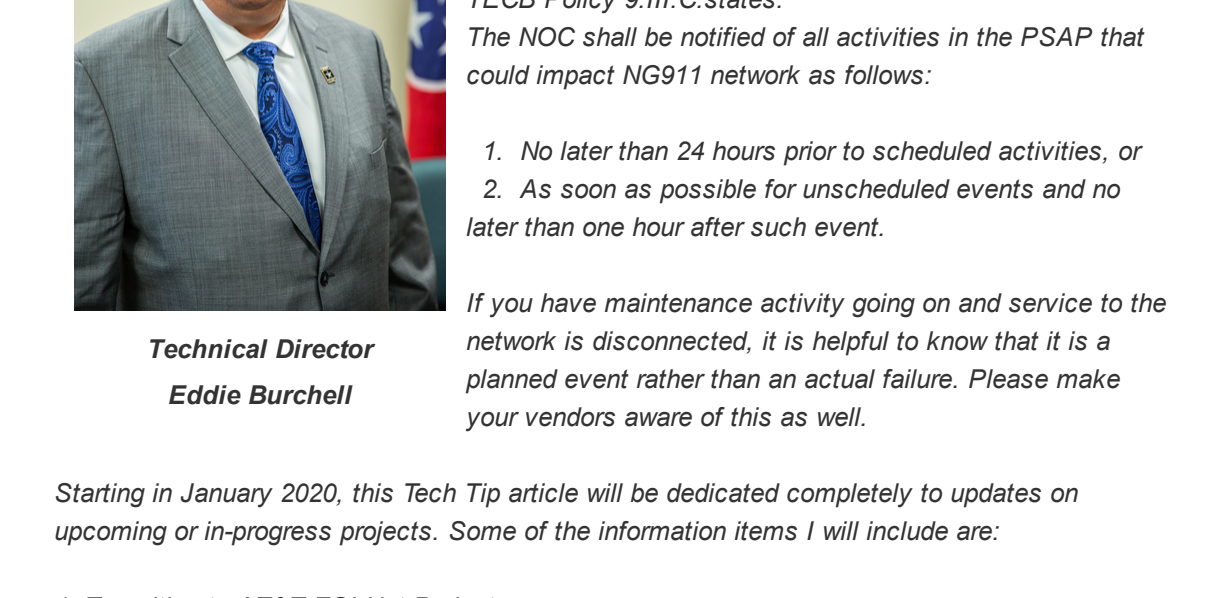 TECB Policy 9.m.C.states:
The NOC shall be notified of all activities in the PSAP that
could impact NG911 network as follows:
1. No later than 24 hours prior to scheduled activities, or
2. As soon as possible for unscheduled events and no
later than one hour after such event.
If you have maintenance activity going on and service to the
network is disconnected, it is helpful to know that it is a
planned event rather than an actual failure. Please make
your vendors aware of this as well.
Technical Director
Eddie Burchell
Starting in January 2020, this Tech Tip article will be dedicated completely to updates on
upcoming or in-progress projects. Some of the information items I will include are: